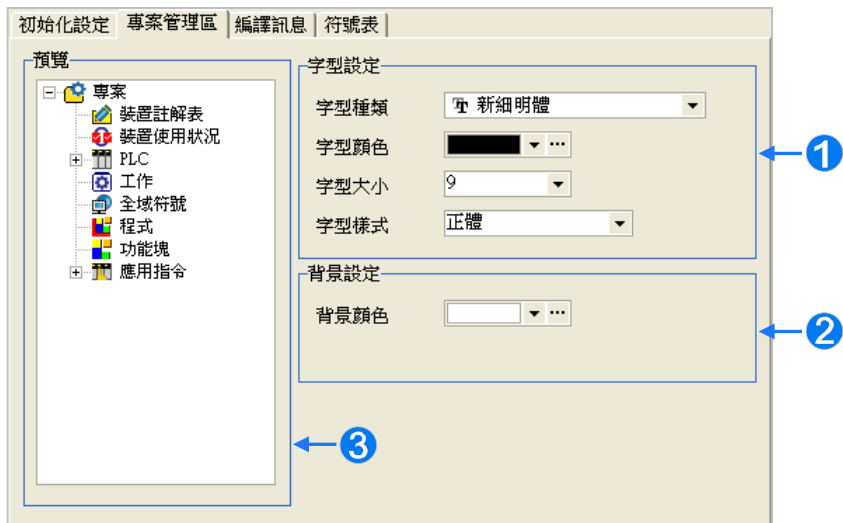 初始化設定 專案管理區 編譯訊息 符號表
預覽
專案
裝置註解表
裝置使用狀況
PLC
工作
全域符號
程式
功能塊
應用指令
字型設定
字型種類 新細明體
字型顏色
字型大小 9
字型樣式 正體
背景設定
背景顏色
1
2
3